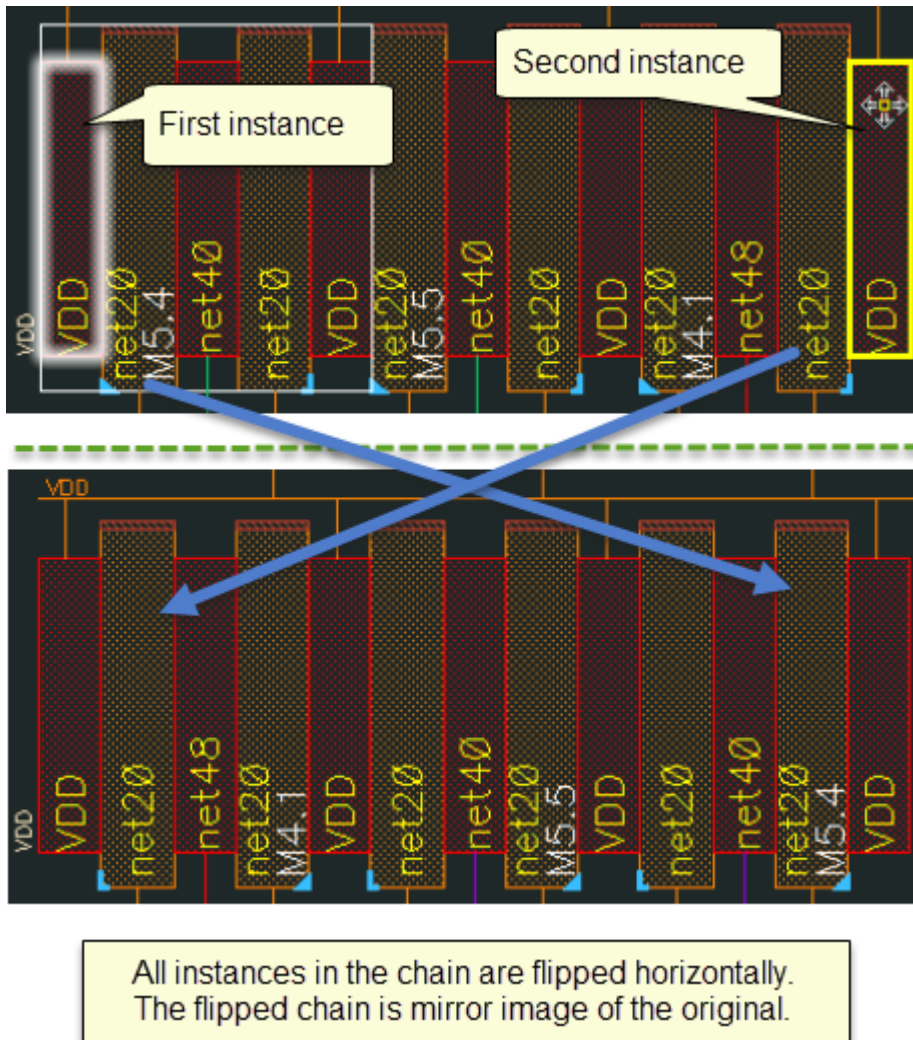 First instance
Second instance
VDD
VDD
net20
M5.4
net40
net20
VDD
net20
M5.5
net40
net20
VDD
net20
M4.1
net48
net20
VDD
VDD
VDD
VDD
net20
net48
net20
M4.1
VDD
net20
net40
net20
M5.5
VDD
net20
net40
net20
M5.4
VDD
All instances in the chain are flipped horizontally.
The flipped chain is mirror image of the original.